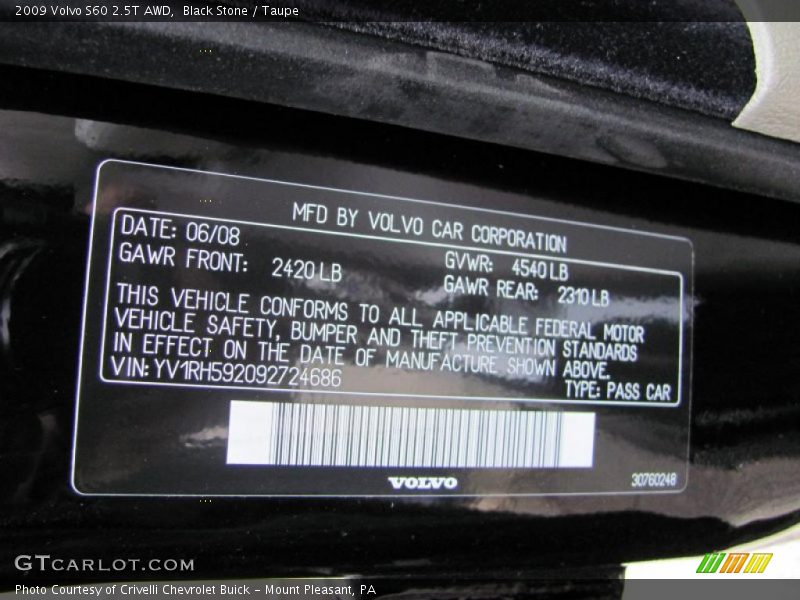 2009 Volvo S60 2.5T AWD, Black Stone / Taupe
MFD BY VOLVO CAR CORPORATION
DATE: 06/08 GVWR: 4540 LB
GAWR FRONT: 2420 LB GAWR REAR: 2310 LB
THIS VEHICLE CONFORMS TO ALL APPLICABLE FEDERAL MOTOR
VEHICLE SAFETY, BUMPER AND THEFT PREVENTION STANDARDS
IN EFFECT ON THE DATE OF MANUFACTURE SHOWN ABOVE.
VIN: YV1RH592092724686 TYPE: PASS CAR
VOLVO
30760248
GTCARLOT.COM
Photo Courtesy of Crivelli Chevrolet Buick - Mount Pleasant, PA